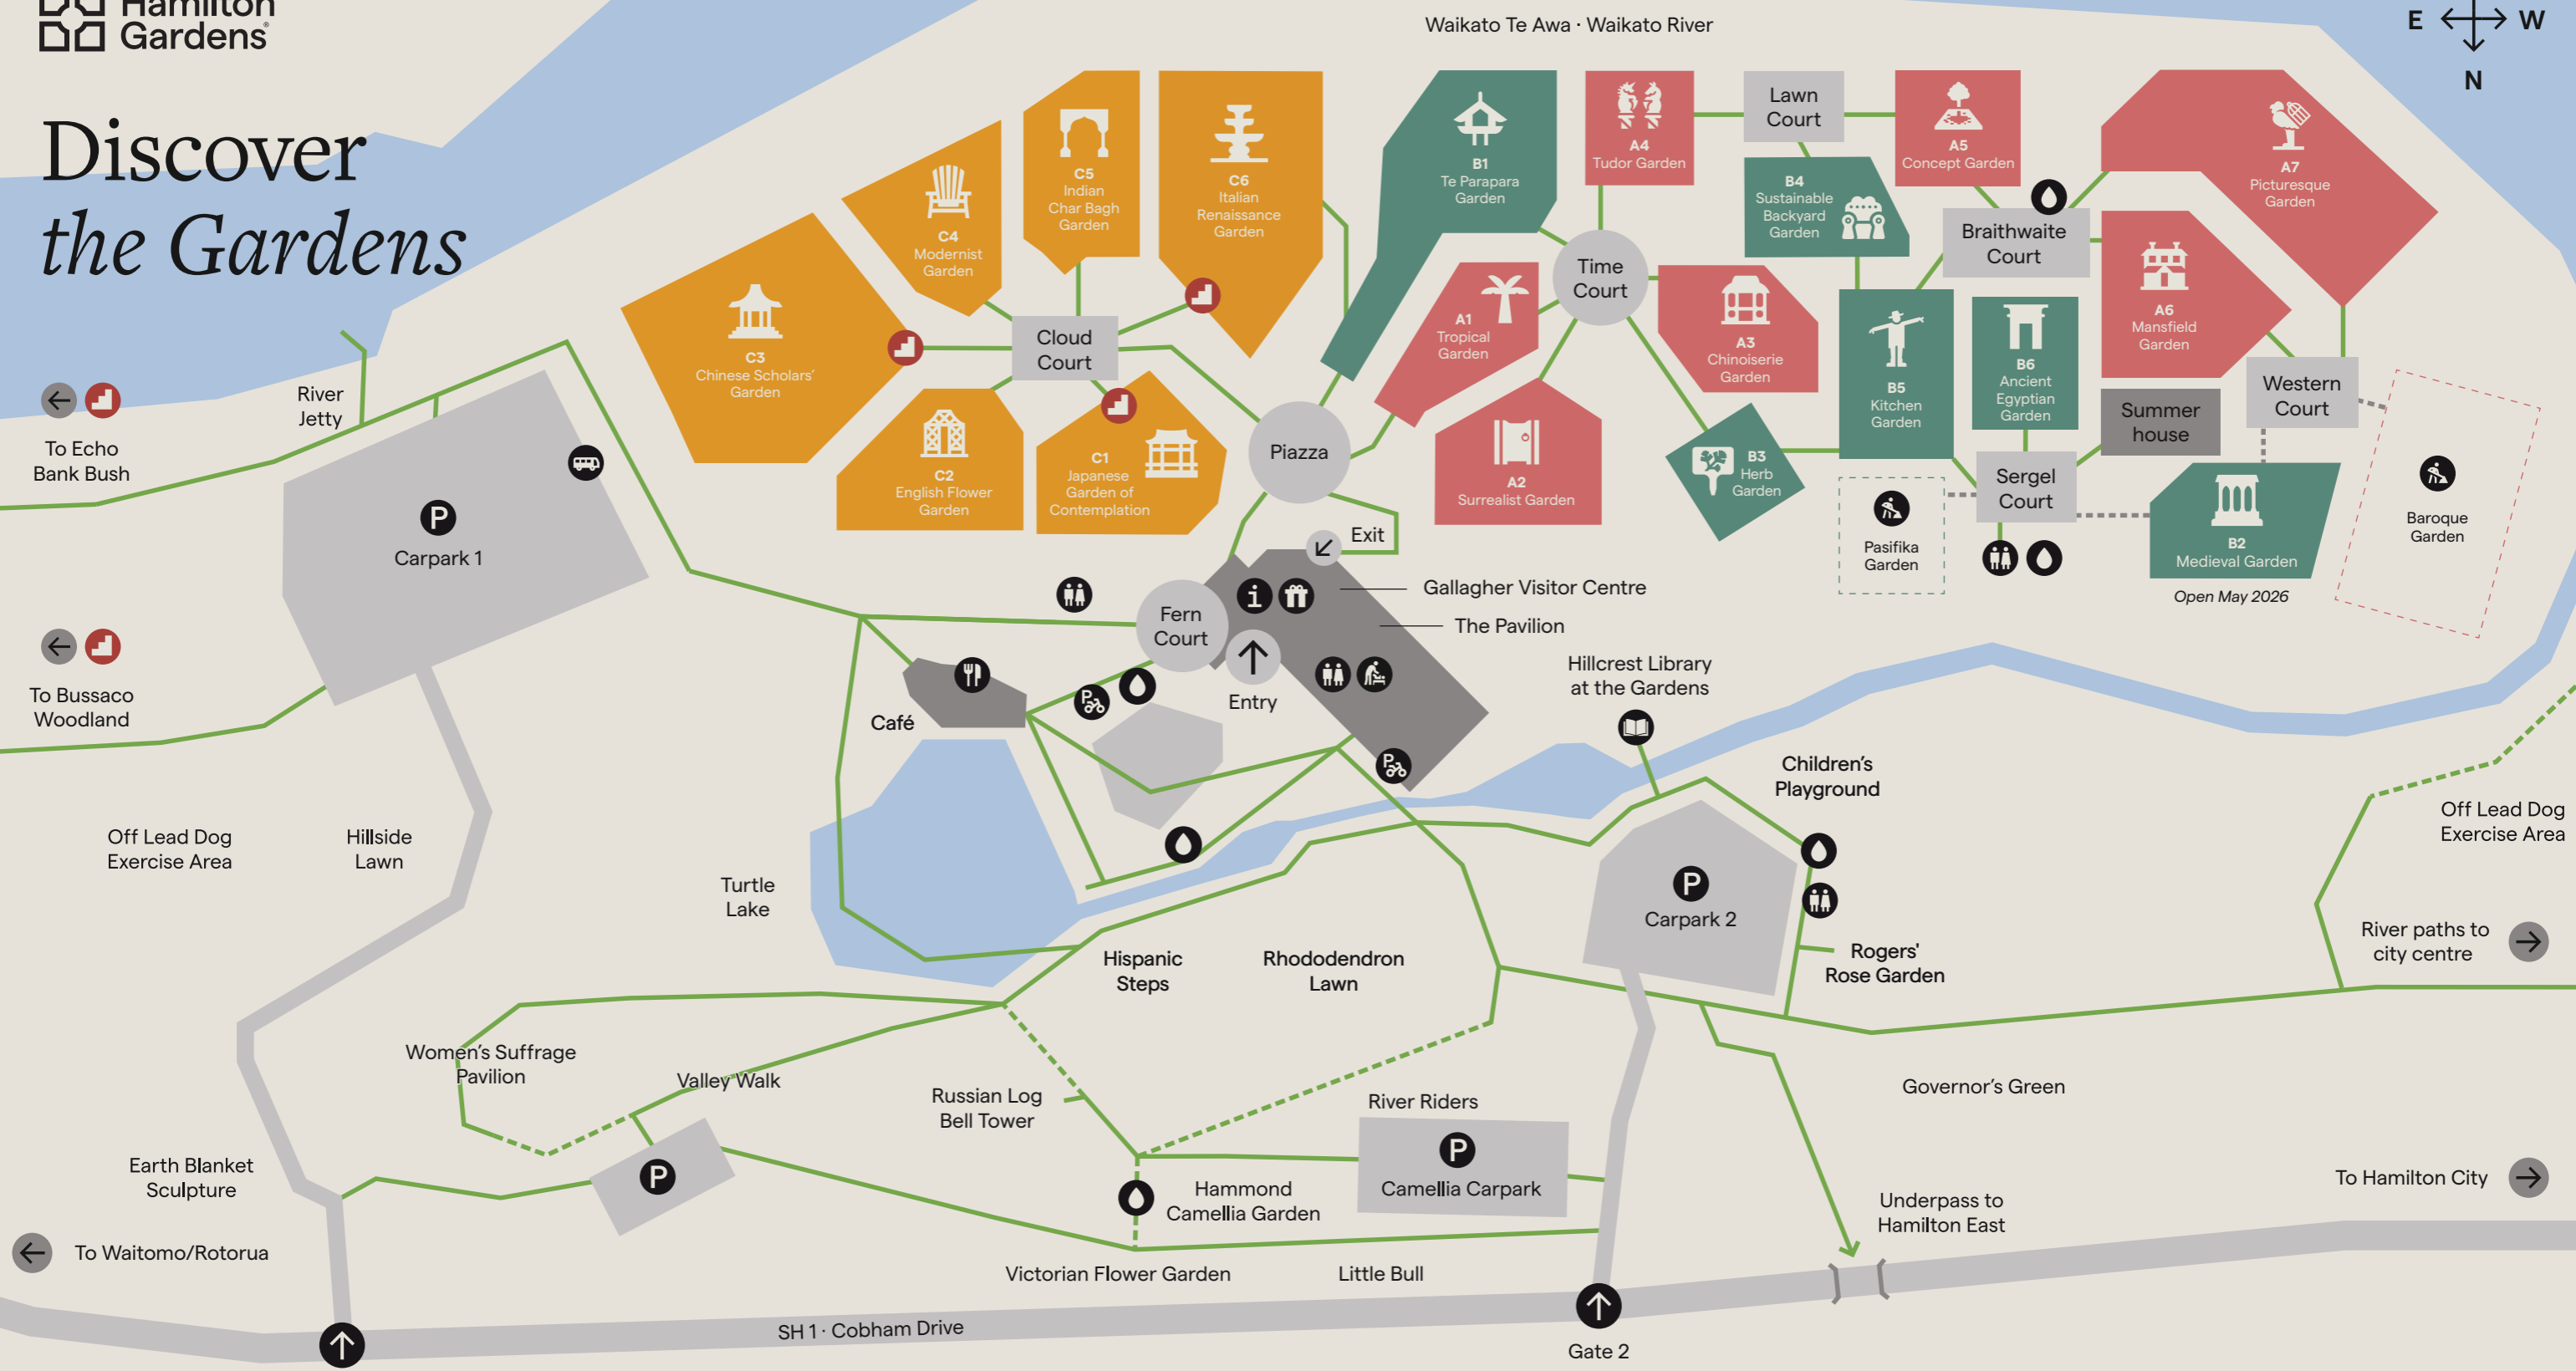 Hamilton
Gardens®
Discover
the Gardens
Waikato Te Awa · Waikato River
E
W
N
C3
Chinese Scholars'
Garden
C4
Modernist
Garden
C5
Indian
Char Bagh
Garden
C6
Italian
Renaissance
Garden
C2
English Flower
Garden
C1
Japanese
Garden of
Contemplation
Cloud
Court
Piazza
B1
Te Parapara
Garden
A1
Tropical
Garden
A2
Surrealist Garden
Time
Court
A4
Tudor Garden
Lawn
Court
A5
Concept Garden
B4
Sustainable
Backyard
Garden
A3
Chinoiserie
Garden
B3
Herb
Garden
B5
Kitchen
Garden
B6
Ancient
Egyptian
Garden
Braithwaite
Court
A7
Picturesque
Garden
A6
Mansfield
Garden
Summer
house
Western
Court
Sergel
Court
Pasifika
Garden
B2
Medieval Garden
Open May 2026
Baroque
Garden
River
Jetty
To Echo
Bank Bush
P
Carpark 1
To Bussaco
Woodland
Exit
Fern
Court
i
Entry
Gallagher Visitor Centre
The Pavilion
Café
P
P
Hillcrest Library
at the Gardens
Children's
Playground
Off Lead Dog
Exercise Area
Hillside
Lawn
Turtle
Lake
P
Carpark 2
Off Lead Dog
Exercise Area
River paths to
city centre
Hispanic
Steps
Rhododendron
Lawn
Rogers'
Rose Garden
Women's Suffrage
Pavilion
Valley Walk
Russian Log
Bell Tower
River Riders
P
Camellia Carpark
Governor's Green
Earth Blanket
Sculpture
P
Hammond
Camellia Garden
Underpass to
Hamilton East
To Hamilton City
To Waitomo/Rotorua
Victorian Flower Garden
Little Bull
SH 1 · Cobham Drive
Gate 2